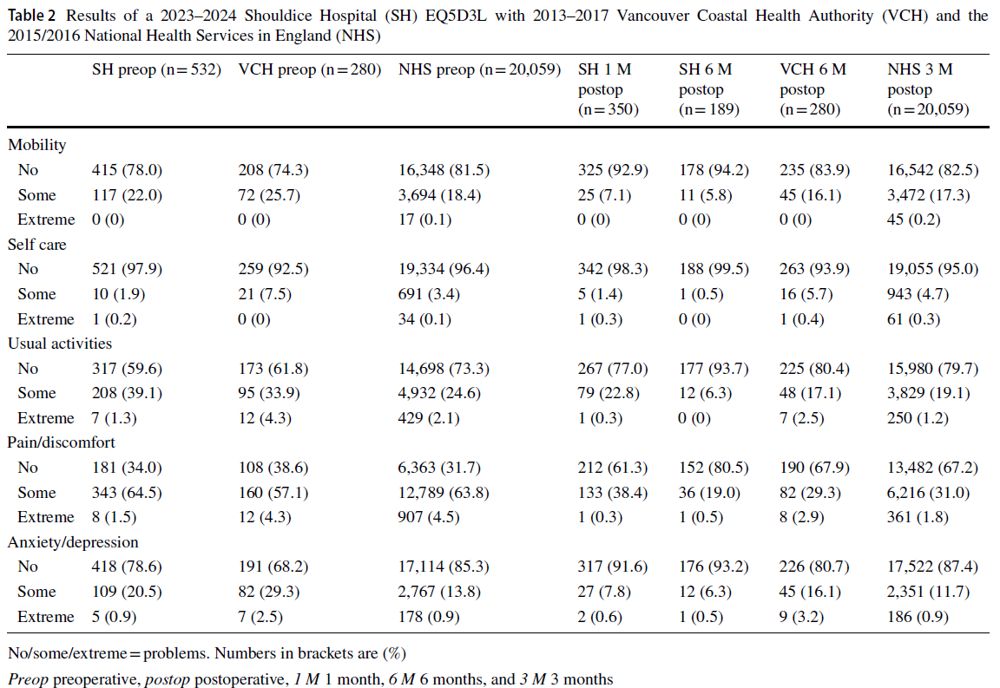 Table 2 Results of a 2023–2024 Shouldice Hospital (SH) EQ5D3L with 2013–2017 Vancouver Coastal Health Authority (VCH) and the
2015/2016 National Health Services in England (NHS)
SH preop (n = 532) VCH preop (n = 280) NHS preop (n = 20,059) SH 1 M postop (n = 350) SH 6 M postop (n = 189) VCH 6 M postop (n = 280) NHS 3 M postop (n = 20,059)
Mobility
No 415 (78.0) 208 (74.3) 16,348 (81.5) 325 (92.9) 178 (94.2) 235 (83.9) 16,542 (82.5)
Some 117 (22.0) 72 (25.7) 3,694 (18.4) 25 (7.1) 11 (5.8) 45 (16.1) 3,472 (17.3)
Extreme 0 (0) 0 (0) 17 (0.1) 0 (0) 0 (0) 0 (0) 45 (0.2)
Self care
No 521 (97.9) 259 (92.5) 19,334 (96.4) 342 (98.3) 188 (99.5) 263 (93.9) 19,055 (95.0)
Some 10 (1.9) 21 (7.5) 691 (3.4) 5 (1.4) 1 (0.5) 16 (5.7) 943 (4.7)
Extreme 1 (0.2) 0 (0) 34 (0.1) 1 (0.3) 0 (0) 1 (0.4) 61 (0.3)
Usual activities
No 317 (59.6) 173 (61.8) 14,698 (73.3) 267 (77.0) 177 (93.7) 225 (80.4) 15,980 (79.7)
Some 208 (39.1) 95 (33.9) 4,932 (24.6) 79 (22.8) 12 (6.3) 48 (17.1) 3,829 (19.1)
Extreme 7 (1.3) 12 (4.3) 429 (2.1) 1 (0.3) 0 (0) 7 (2.5) 250 (1.2)
Pain/discomfort
No 181 (34.0) 108 (38.6) 6,363 (31.7) 212 (61.3) 152 (80.5) 190 (67.9) 13,482 (67.2)
Some 343 (64.5) 160 (57.1) 12,789 (63.8) 133 (38.4) 36 (19.0) 82 (29.3) 6,216 (31.0)
Extreme 8 (1.5) 12 (4.3) 907 (4.5) 1 (0.3) 1 (0.5) 8 (2.9) 361 (1.8)
Anxiety/depression
No 418 (78.6) 191 (68.2) 17,114 (85.3) 317 (91.6) 176 (93.2) 226 (80.7) 17,522 (87.4)
Some 109 (20.5) 82 (29.3) 2,767 (13.8) 27 (7.8) 12 (6.3) 45 (16.1) 2,351 (11.7)
Extreme 5 (0.9) 7 (2.5) 178 (0.9) 2 (0.6) 1 (0.5) 9 (3.2) 186 (0.9)
No/some/extreme = problems. Numbers in brackets are (%)
Preop preoperative, postop postoperative, 1 M 1 month, 6 M 6 months, and 3 M 3 months